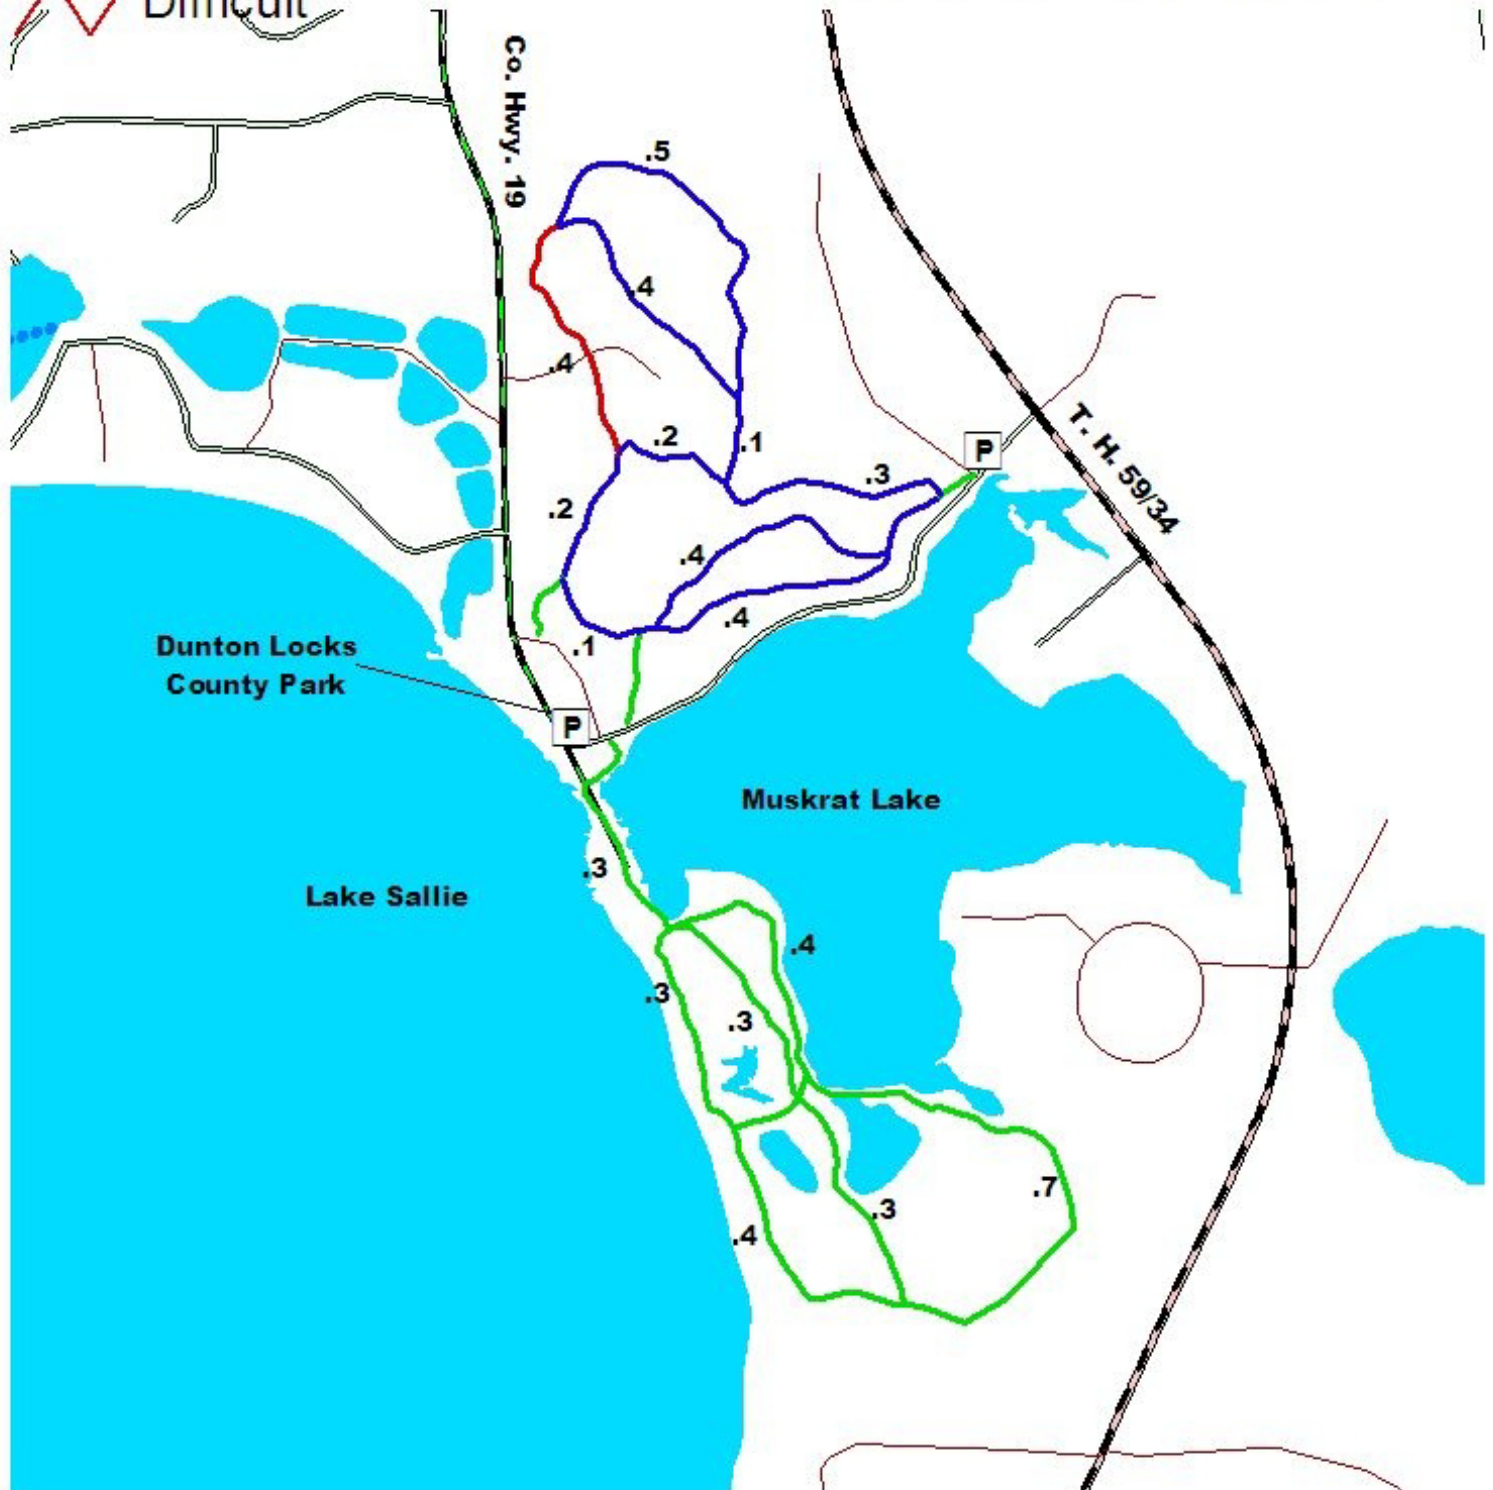 Difficult
Co. Hwy. 19
.5
.4
.4
.2
.1
P
T. H. 59/34
.3
.2
.4
.4
.1
Dunton Locks
County Park
P
Muskrat Lake
.3
Lake Sallie
.4
.3
.3
.7
.3
.4